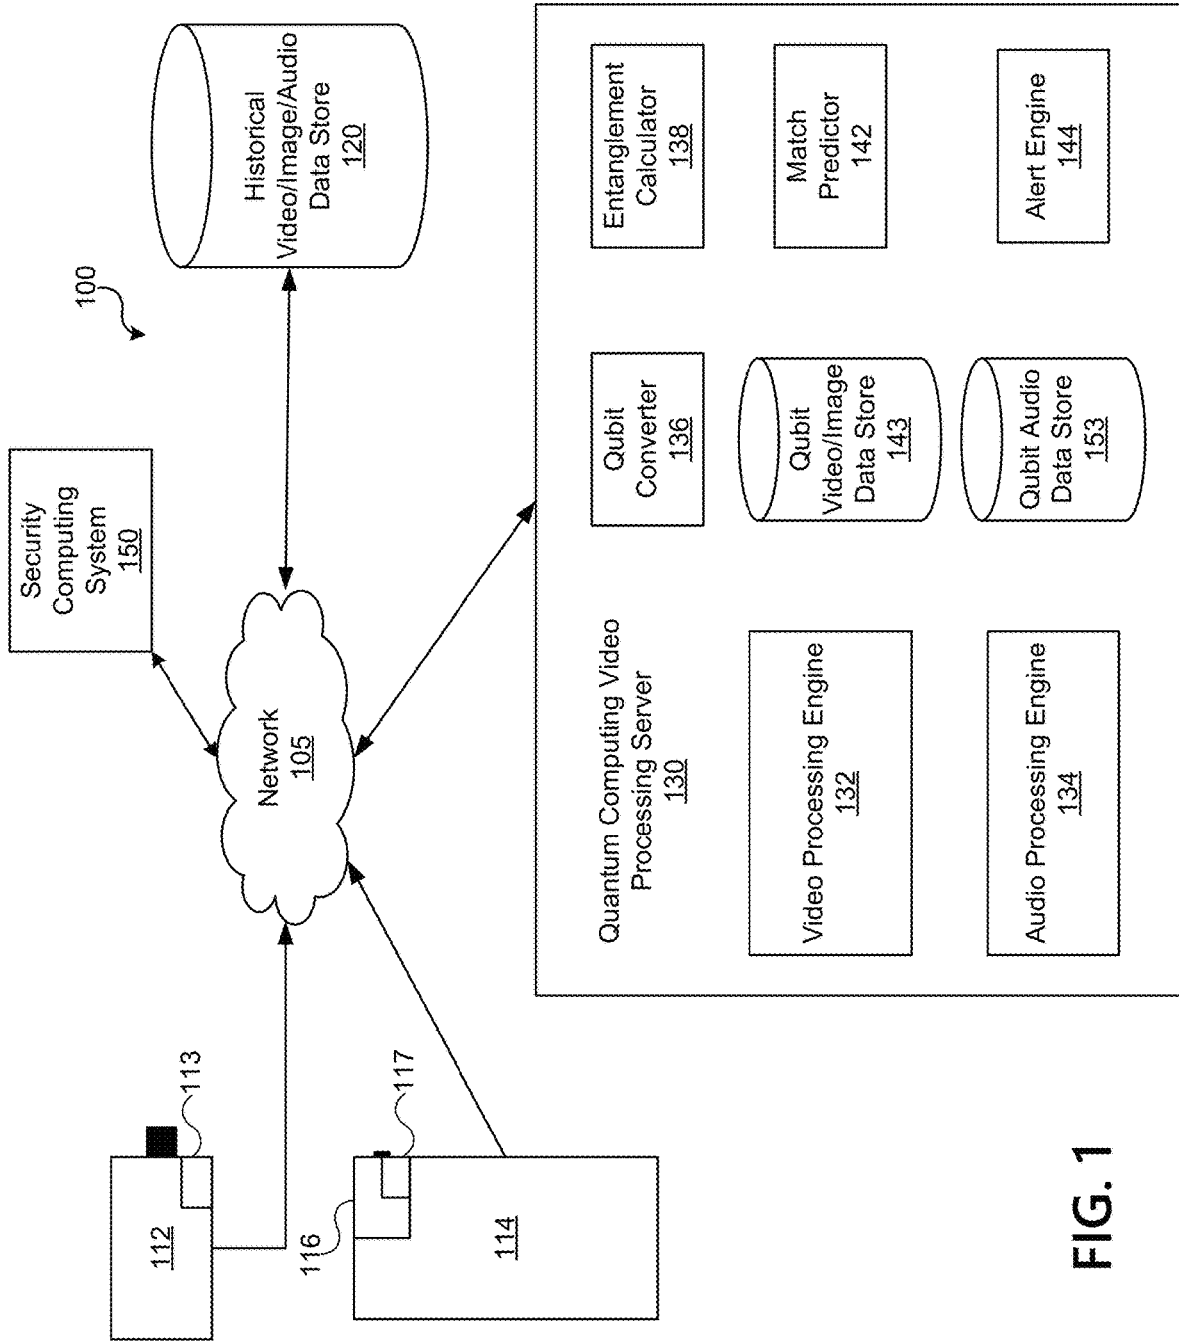 100
Security
Computing
System
150
Historical
Video/Image/Audio
Data Store
120
112
113
Network
105
116
117
114
Quantum Computing Video
Processing Server
130
Qubit
Converter
136
Entanglement
Calculator
138
Video Processing Engine
132
Qubit
Video/Image
Data Store
143
Match
Predictor
142
Audio Processing Engine
134
Qubit Audio
Data Store
153
Alert Engine
144
FIG. 1